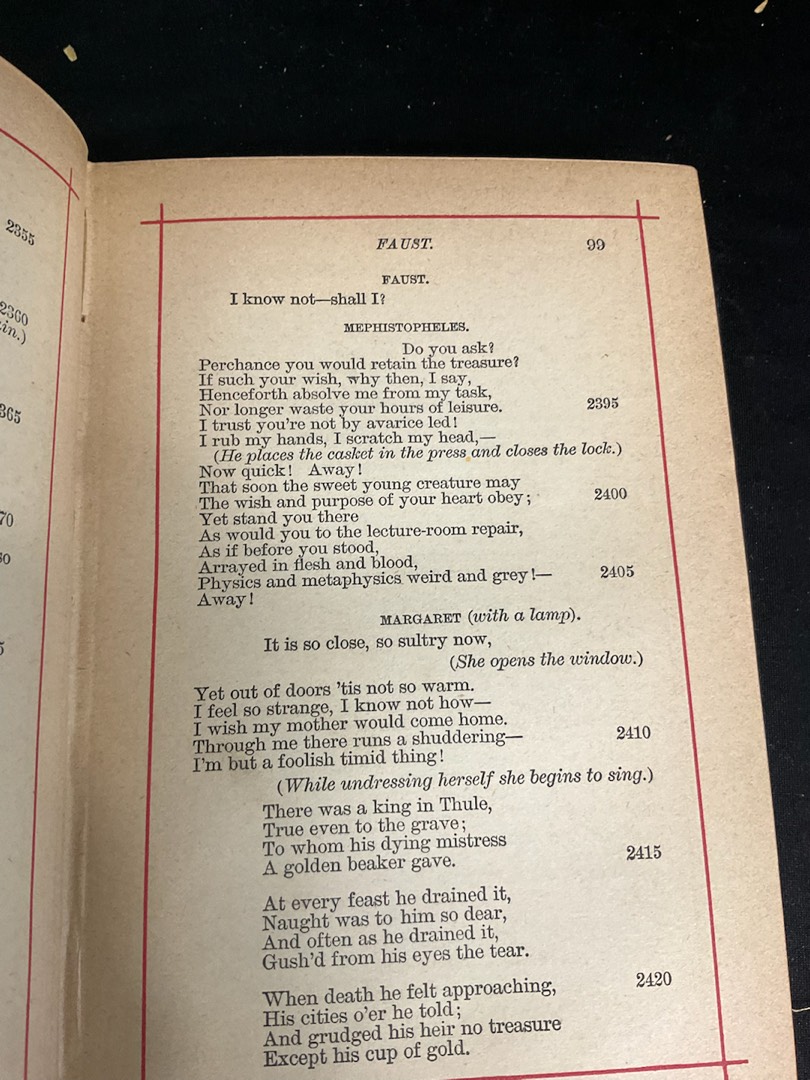 2355
2360
in.)
365
70
80
5
FAUST. 99
FAUST.
I know not—shall I?
MEPHISTOPHELES.
Do you ask?
Perchance you would retain the treasure?
If such your wish, why then, I say,
Henceforth absolve me from my task,
Nor longer waste your hours of leisure. 2395
I trust you're not by avarice led!
I rub my hands, I scratch my head,—
(He places the casket in the press and closes the lock.)
Now quick! Away!
That soon the sweet young creature may
The wish and purpose of your heart obey; 2400
Yet stand you there
As would you to the lecture-room repair,
As if before you stood,
Arrayed in flesh and blood,
Physics and metaphysics weird and grey!— 2405
Away!
MARGARET (with a lamp).
It is so close, so sultry now,
(She opens the window.)
Yet out of doors 'tis not so warm.
I feel so strange, I know not how—
I wish my mother would come home.
Through me there runs a shuddering— 2410
I'm but a foolish timid thing!
(While undressing herself she begins to sing.)
There was a king in Thule,
True even to the grave;
To whom his dying mistress
A golden beaker gave. 2415
At every feast he drained it,
Naught was to him so dear,
And often as he drained it,
Gush'd from his eyes the tear.
When death he felt approaching, 2420
His cities o'er he told;
And grudged his heir no treasure
Except his cup of gold.